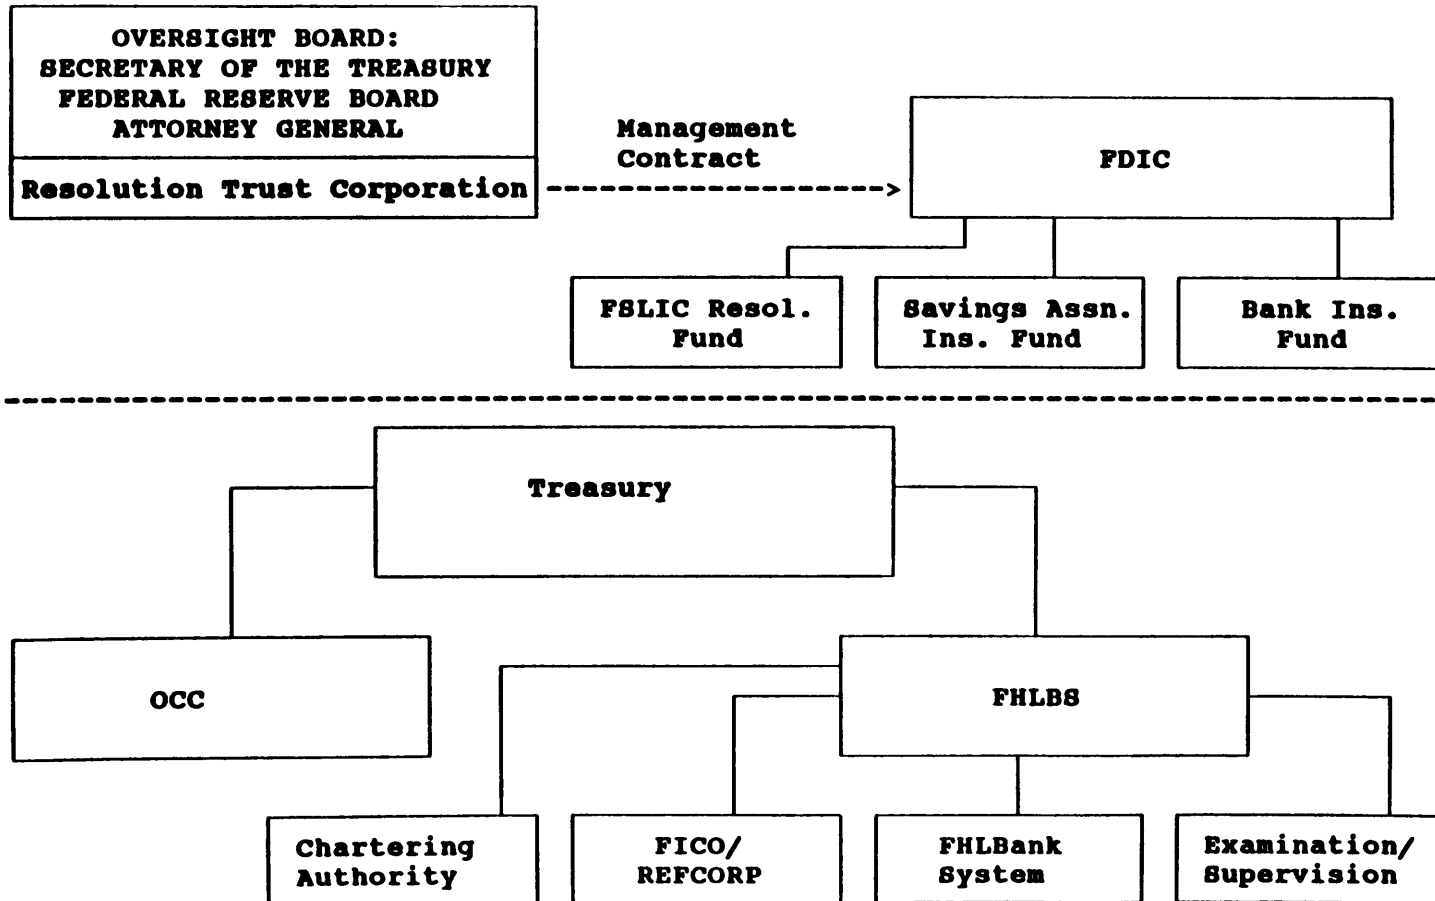 OVERSIGHT BOARD:
SECRETARY OF THE TREASURY
FEDERAL RESERVE BOARD
ATTORNEY GENERAL
Resolution Trust Corporation
Management
Contract
FDIC
FSLIC Resol.
Fund
Savings Assn.
Ins. Fund
Bank Ins.
Fund
Treasury
OCC
FHLBS
Chartering
Authority
FICO/
REFCORP
FHLBank
System
Examination/
Supervision